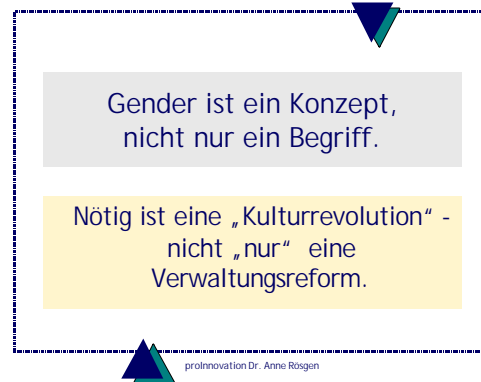 Gender ist ein Konzept,
nicht nur ein Begriff.
Nötig ist eine „Kulturrevolution“ -
nicht „nur“ eine
Verwaltungsreform.
proInnovation Dr. Anne Rösgen